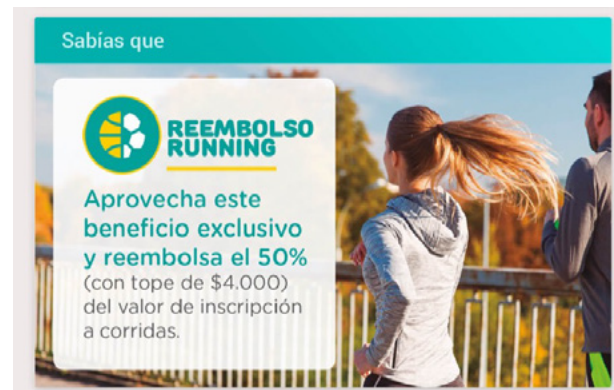 Sabías que
REEMBOLSO
RUNNING
Aprovecha este
beneficio exclusivo
y reembolsa el 50%
(con tope de $4.000)
del valor de inscripción
a corridas.